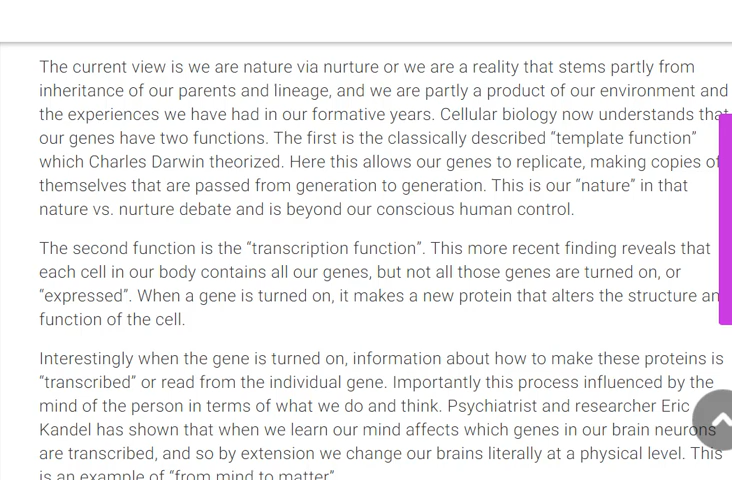 The current view is we are nature via nurture or we are a reality that stems partly from
inheritance of our parents and lineage, and we are partly a product of our environment and
the experiences we have had in our formative years. Cellular biology now understands that
our genes have two functions. The first is the classically described “template function”
which Charles Darwin theorized. Here this allows our genes to replicate, making copies of
themselves that are passed from generation to generation. This is our “nature” in that
nature vs. nurture debate and is beyond our conscious human control.
The second function is the “transcription function”. This more recent finding reveals that
each cell in our body contains all our genes, but not all those genes are turned on, or
“expressed”. When a gene is turned on, it makes a new protein that alters the structure an
function of the cell.
Interestingly when the gene is turned on, information about how to make these proteins is
“transcribed” or read from the individual gene. Importantly this process influenced by the
mind of the person in terms of what we do and think. Psychiatrist and researcher Eric
Kandel has shown that when we learn our mind affects which genes in our brain neurons
are transcribed, and so by extension we change our brains literally at a physical level. This
is an example of “from mind to matter”